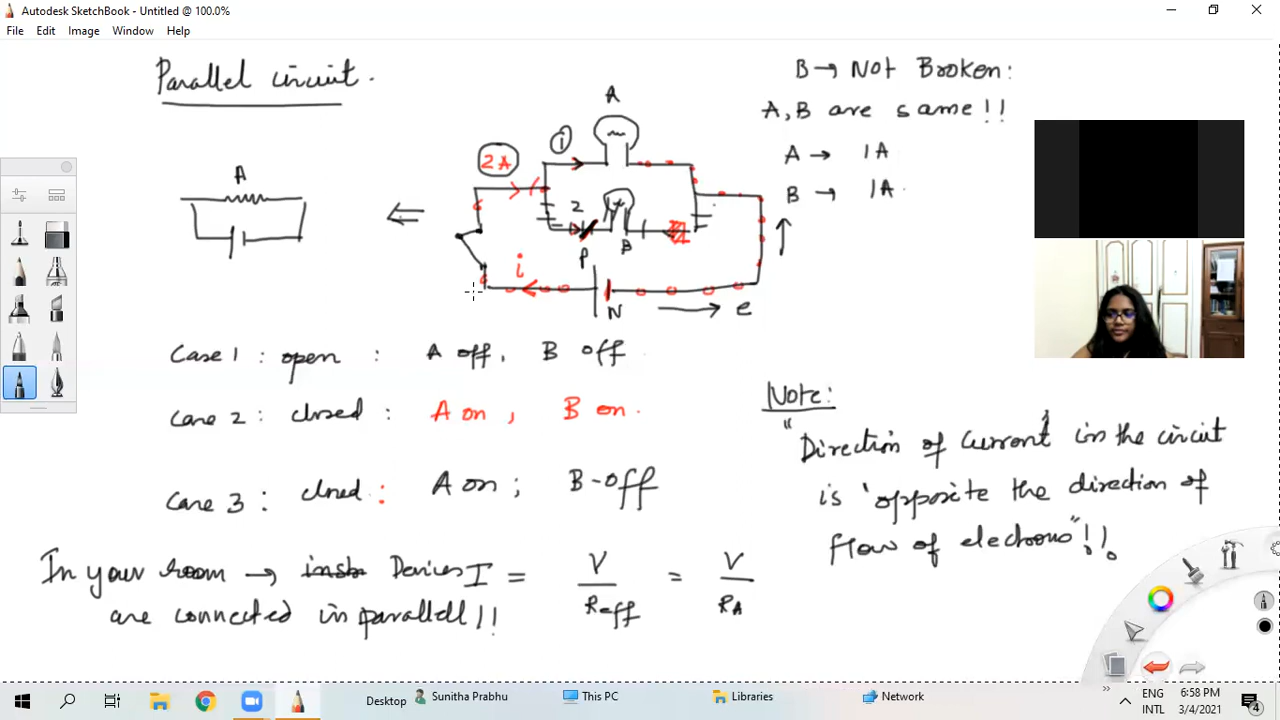 Autodesk SketchBook - Untitled @ 100.0%
File Edit Image Window Help
Parallel circuit.
B → Not Broken:
A, B are same!!
A → 1A
B → 1A
A
2A
1
A
2
B
P
i
N
→ e
Case 1 : open : A off, B off
Case 2 : closed : A on, B on.
Case 3 : closed : A on ; B-off
Note:
"Direction of current in the circuit
is 'opposite the direction of
flow of electrons"!!
In your room → Devices
are connected in parallell!!
I = V / Reff = V / RA
Desktop
Sunitha Prabhu
This PC
Libraries
Network
ENG
INTL
6:58 PM
3/4/2021
4